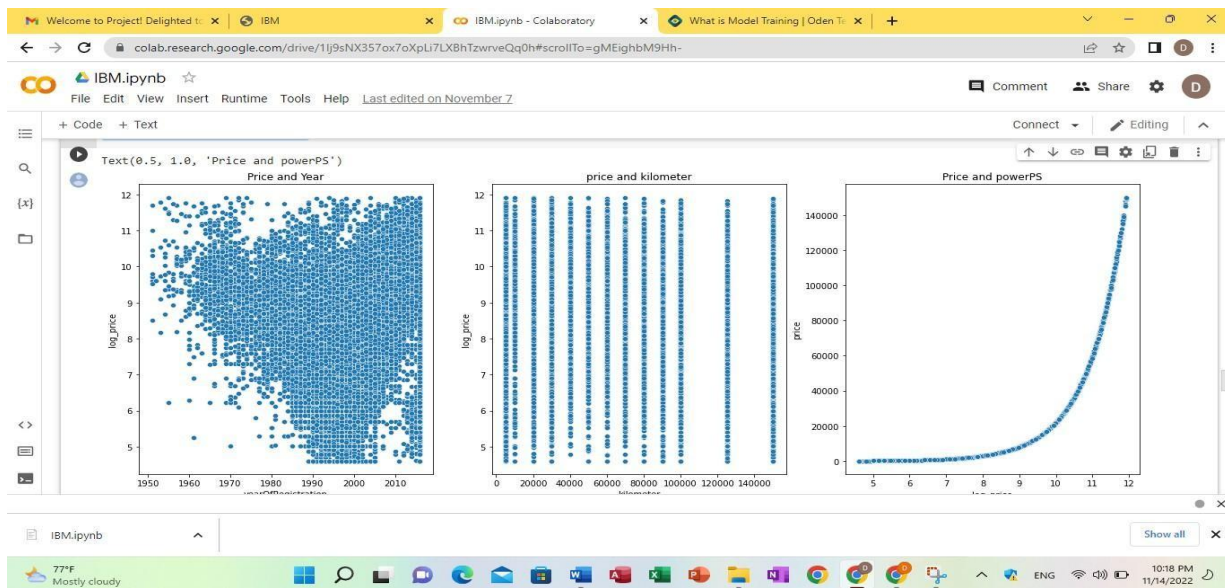 Welcome to Project! Delighted to
IBM
IBM.ipynb - Colaboratory
What is Model Training | Oden Te
colab.research.google.com/drive/1Ij9sNX357ox7oXpLi7LXBhTzwrveQq0h#scrollTo=gMEighbM9Hh-
D
CO
IBM.ipynb
Comment Share D
File Edit View Insert Runtime Tools Help Last edited on November 7
+ Code + Text Connect Editing
{x}
Text(0.5, 1.0, 'Price and powerPS')
Price and Year
12
11
10
9
8
7
6
5
log_price
1950 1960 1970 1980 1990 2000 2010
yearOfRegistration
price and kilometer
12
11
10
9
8
7
6
5
log_price
0 20000 40000 60000 80000 100000 120000 140000
kilometer
Price and powerPS
140000
120000
100000
80000
60000
40000
20000
0
price
5 6 7 8 9 10 11 12
log_price
IBM.ipynb
Show all
77°F
Mostly cloudy
ENG
10:18 PM
11/04/2022